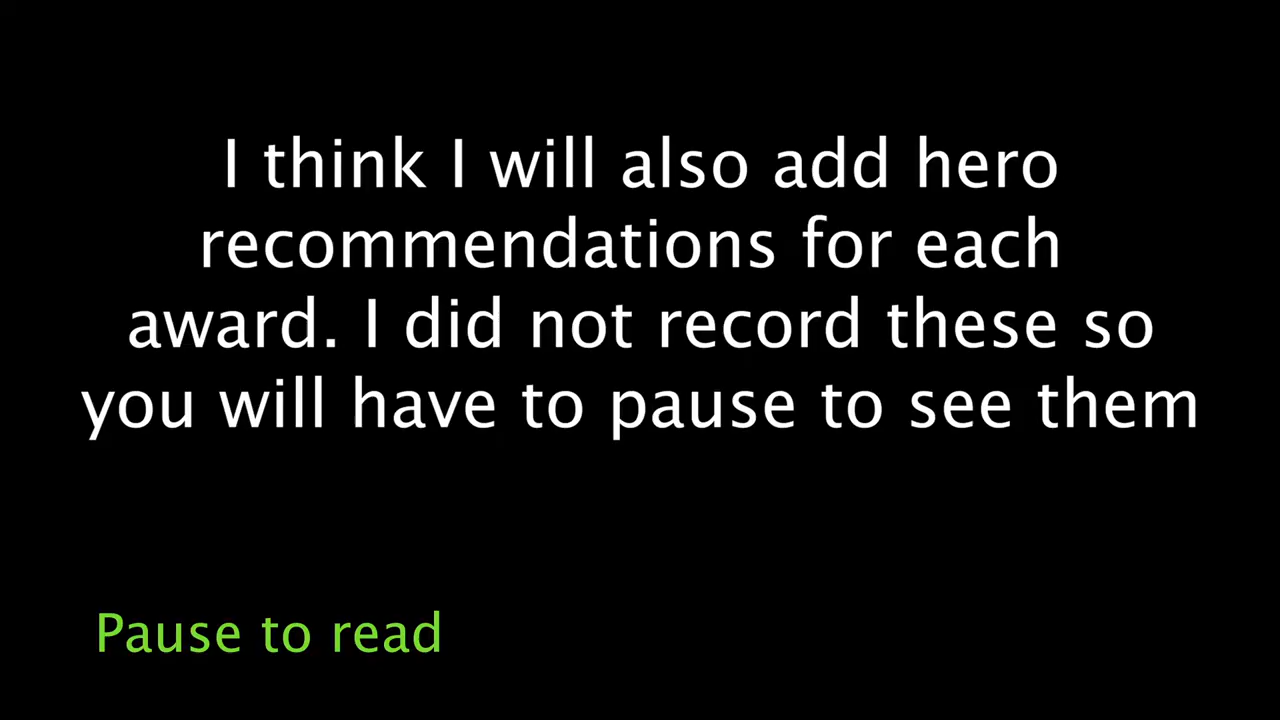 I think I will also add hero
recommendations for each
award. I did not record these so
you will have to pause to see them
Pause to read